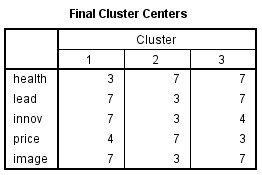 Final Cluster Centers
Cluster
1 2 3
health 3 7 7
lead 7 3 7
innov 7 3 4
price 4 7 3
image 7 3 7